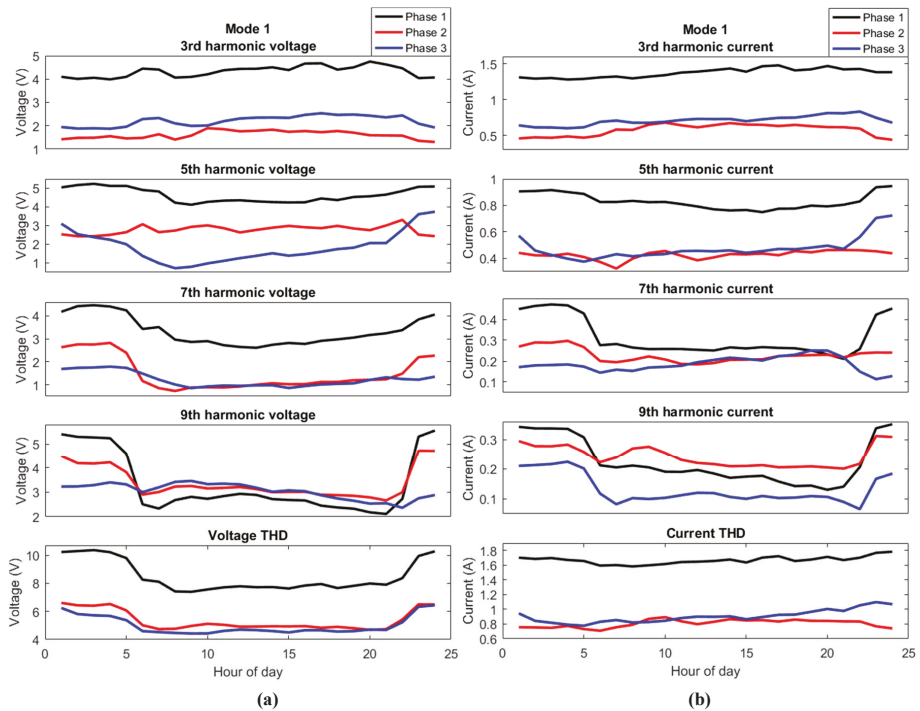 (a)
Mode 1
3rd harmonic voltage
Phase 1
Phase 2
Phase 3
Voltage (V)
5
4
3
2
1
5th harmonic voltage
Voltage (V)
5
4
3
2
1
7th harmonic voltage
Voltage (V)
4
3
2
1
9th harmonic voltage
Voltage (V)
5
4
3
2
Voltage THD
Voltage (V)
10
8
6
4
0 5 10 15 20 25
Hour of day
(a)
(b)
Mode 1
3rd harmonic current
Phase 1
Phase 2
Phase 3
Current (A)
1.5
1
0.5
5th harmonic current
Current (A)
1
0.8
0.6
0.4
7th harmonic current
Current (A)
0.4
0.3
0.2
0.1
9th harmonic current
Current (A)
0.3
0.2
0.1
Current THD
Current (A)
1.8
1.6
1.4
1.2
1
0.8
0.6
0 5 10 15 20 25
Hour of day
(b)